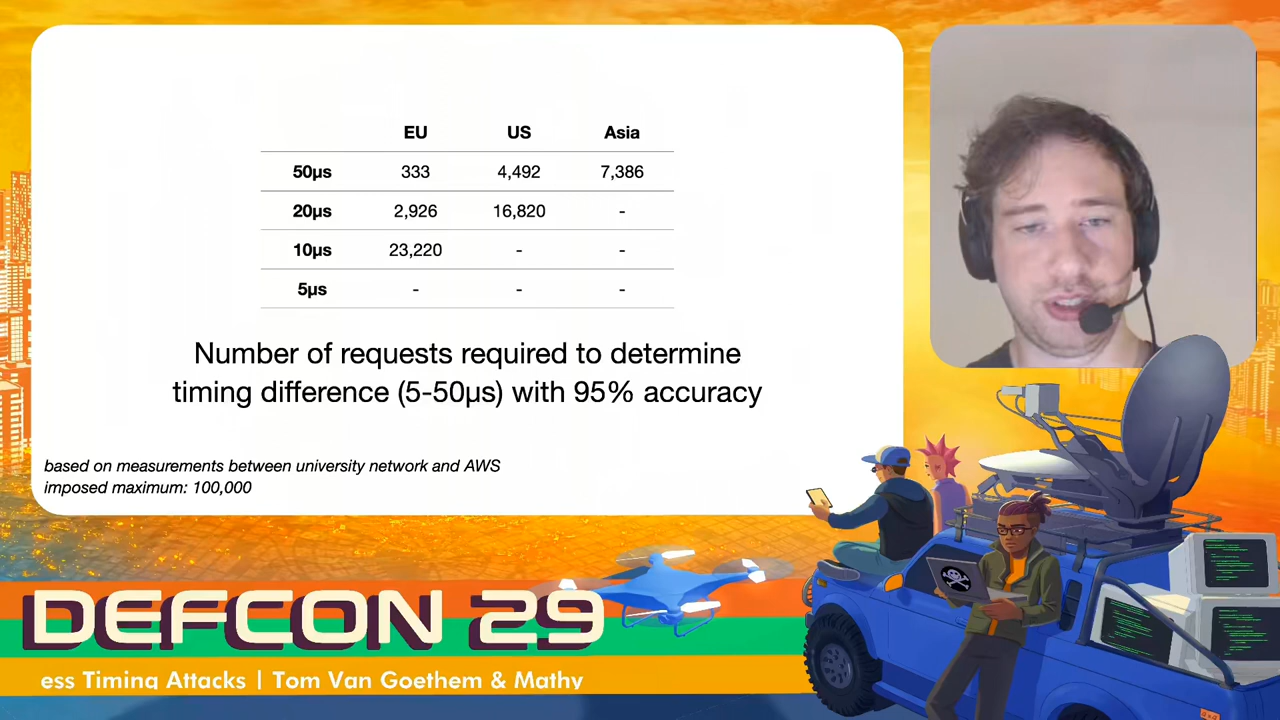 EU US Asia
50µs 333 4,492 7,386
20µs 2,926 16,820 -
10µs 23,220 - -
5µs - - -
Number of requests required to determine
timing difference (5-50µs) with 95% accuracy
based on measurements between university network and AWS
imposed maximum: 100,000
DEFCON 29
ess Timing Attacks | Tom Van Goethem & Mathy